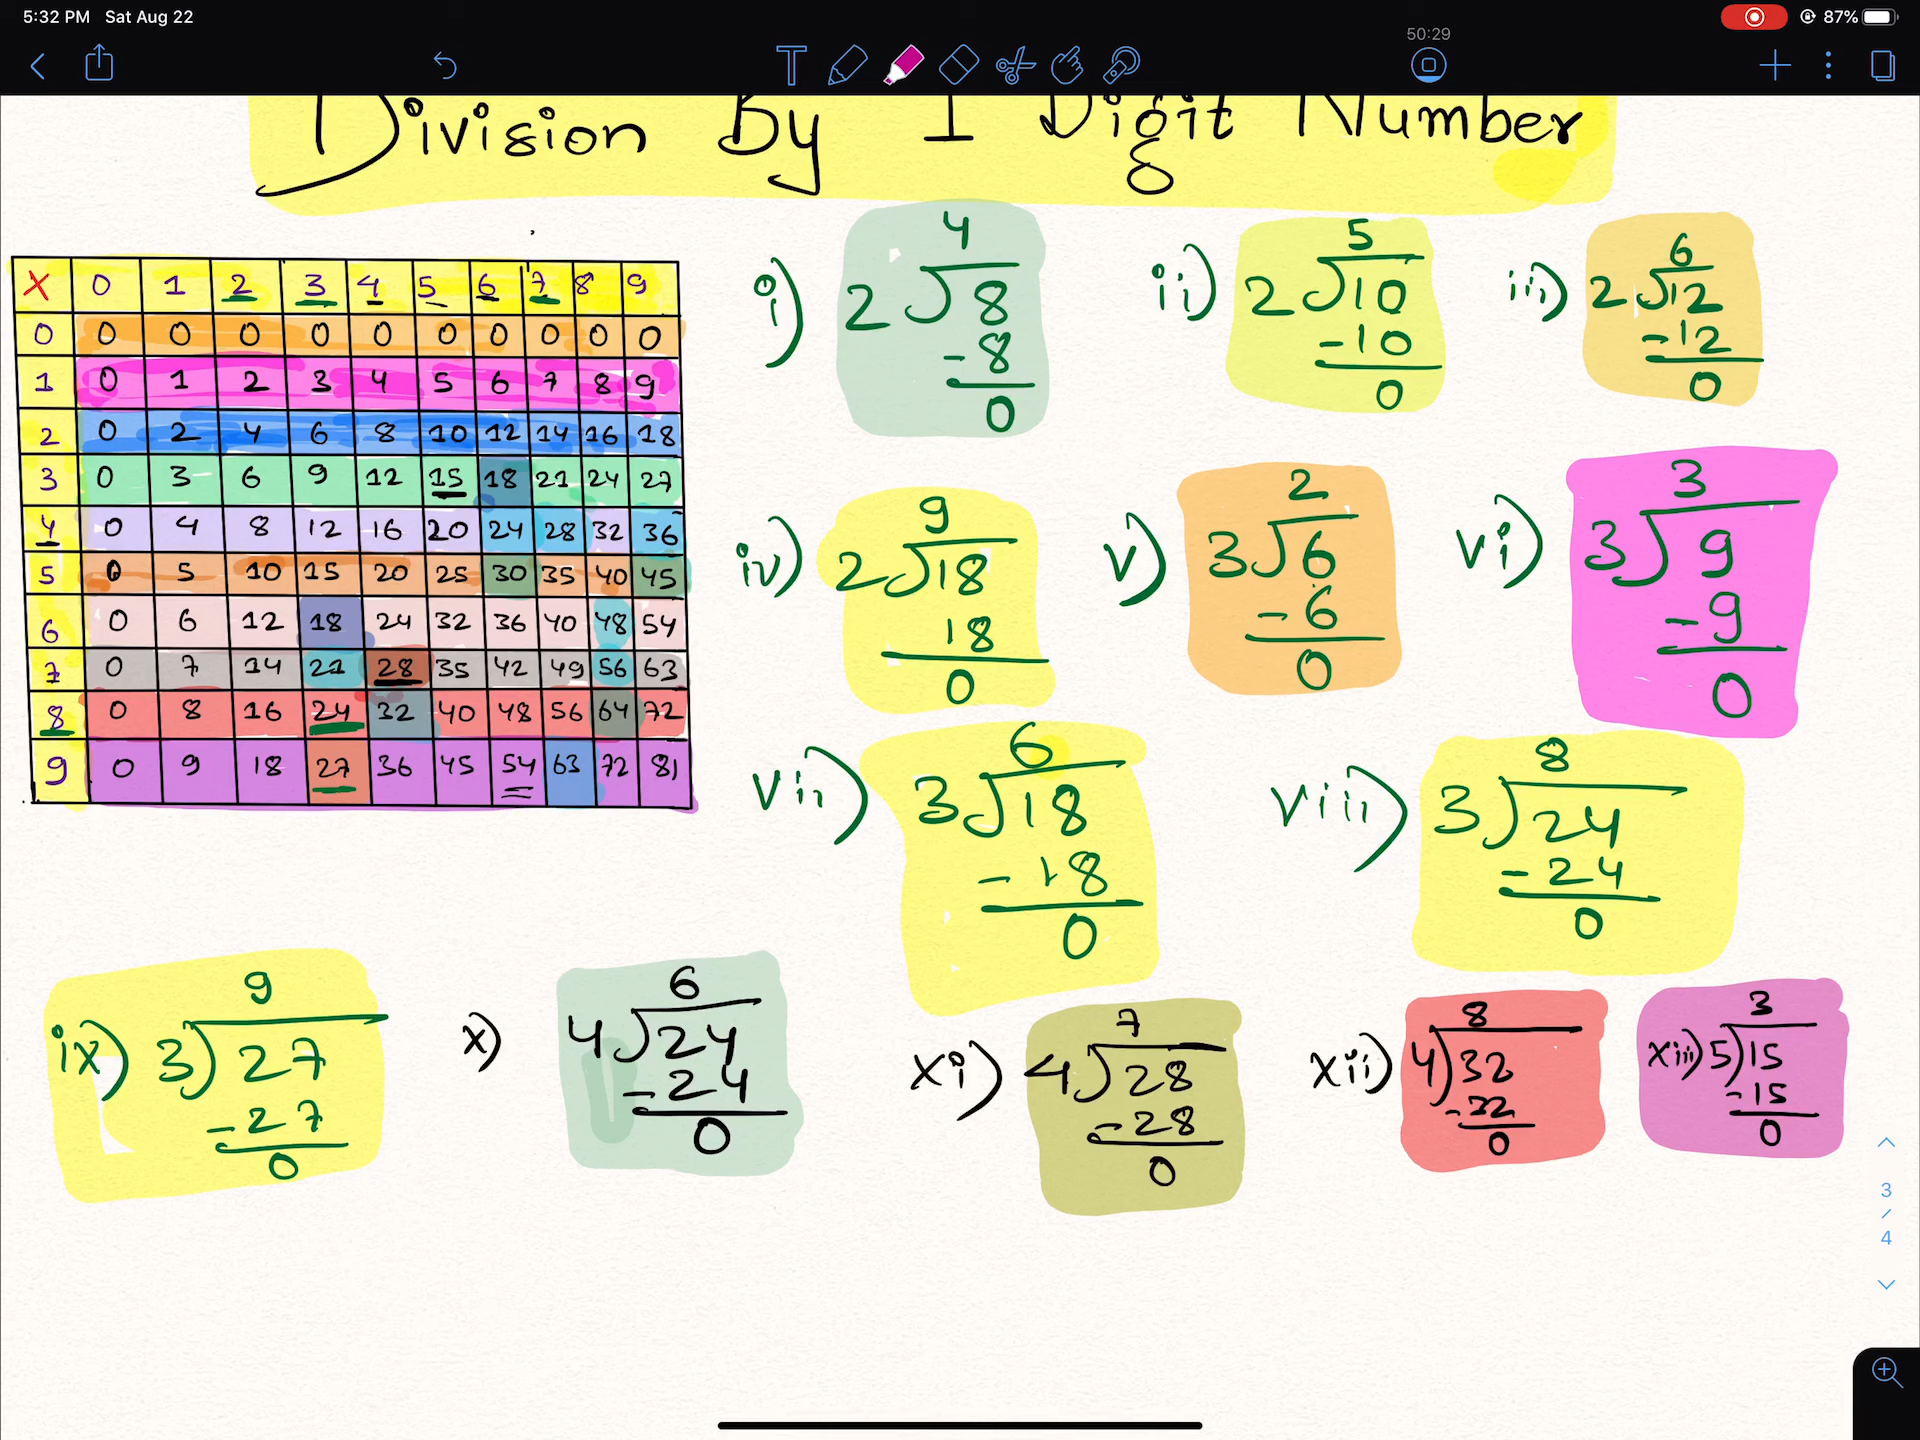 5:32 PM Sat Aug 22
87%
50:29
Division By 1 Digit Number
X 0 1 2 3 4 5 6 7 8 9
0 0 0 0 0 0 0 0 0 0 0
1 0 1 2 3 4 5 6 7 8 9
2 0 2 4 6 8 10 12 14 16 18
3 0 3 6 9 12 15 18 21 24 27
4 0 4 8 12 16 20 24 28 32 36
5 0 5 10 15 20 25 30 35 40 45
6 0 6 12 18 24 32 36 40 48 54
7 0 7 14 21 28 35 42 49 56 63
8 0 8 16 24 32 40 48 56 64 72
9 0 9 18 27 36 45 54 63 72 81
4
i) 2 8
-8
0
5
ii) 2 10
-10
0
6
iii) 2 12
-12
0
9
iv) 2 18
18
0
2
v) 3 6
-6
0
3
vi) 3 9
-9
0
6
vii) 3 18
-18
0
8
viii) 3 24
-24
0
9
ix) 3 27
-27
0
6
x) 4 24
-24
0
7
xi) 4 28
-28
0
8
xii) 4 32
-32
0
3
xiii) 5 15
-15
0
3
/
4